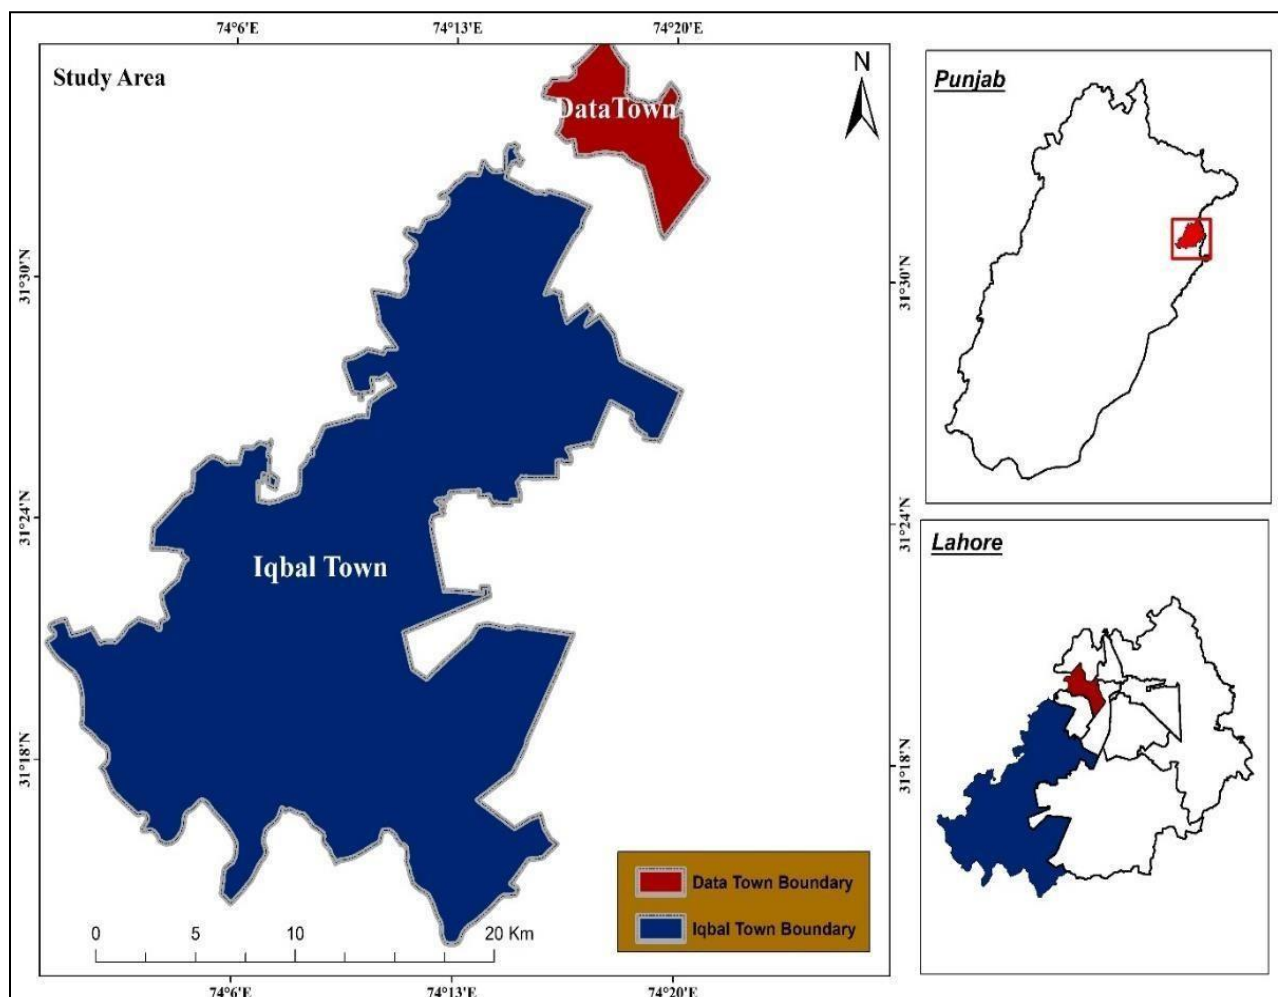 74°6'E 74°13'E 74°20'E
Study Area
N
DataTown
Punjab
31°30'N
31°30'N
31°24'N
31°24'N
Iqbal Town
Lahore
31°18'N
31°18'N
Data Town Boundary
Iqbal Town Boundary
0 5 10 20 Km
74°6'E 74°13'E 74°20'E